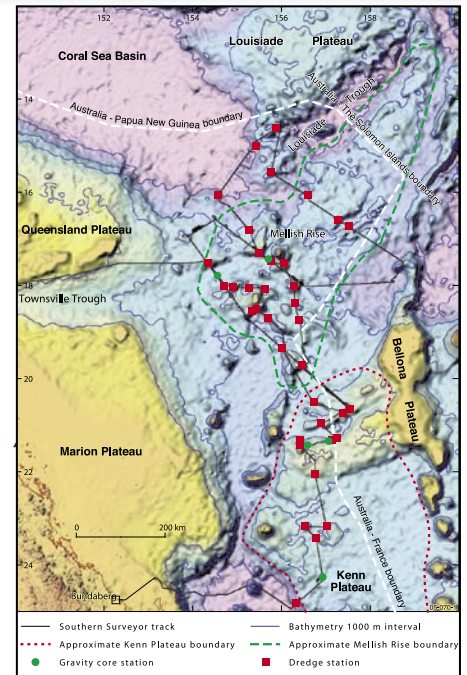 152 154 156 158
Coral Sea Basin
Louisiade Plateau
14
Australia - Papua New Guinea boundary
Louisiade Trough
Australia - The Solomon Islands boundary
16
Queensland Plateau
Mellish Rise
18
Townsville Trough
20
Bellona
Plateau
Marion Plateau
22
0 200 km
Australia - France boundary
24
Bundaberg
Kenn
Plateau
Southern Surveyor track
Bathymetry 1000 m interval
Approximate Kenn Plateau boundary
Approximate Mellish Rise boundary
Gravity core station
Dredge station